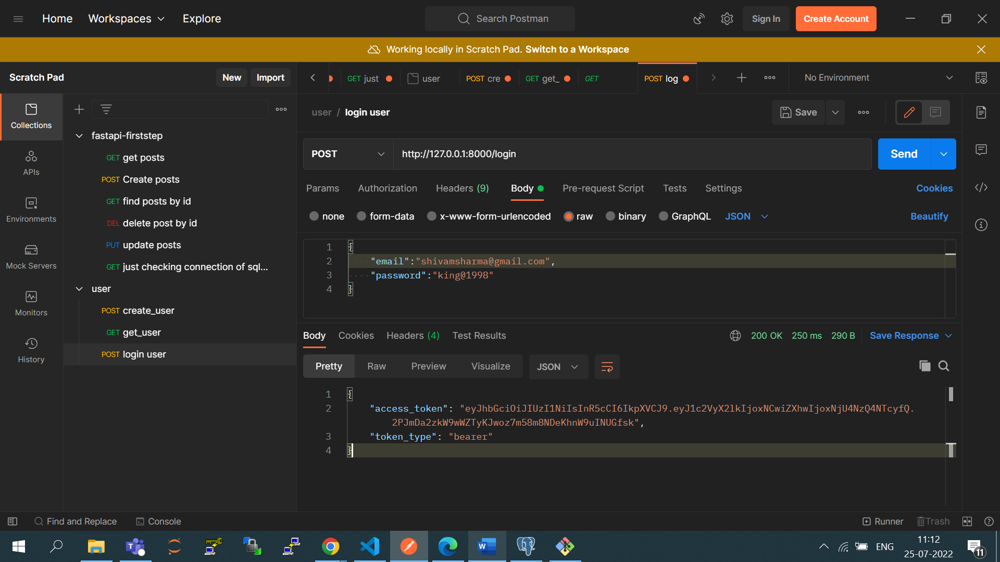 Home
Workspaces
Explore
Search Postman
Sign In
Create Account
Working locally in Scratch Pad. Switch to a Workspace
Scratch Pad
New
Import
GET just
user
POST cre
GET get_
GET
POST log
No Environment
Collections
APIs
Environments
Mock Servers
Monitors
History
fastapi-firststep
GET get posts
POST Create posts
GET find posts by id
DEL delete post by id
PUT update posts
GET just checking connection of sql...
user
POST create_user
GET get_user
POST login user
user / login user
Save
POST
http://127.0.0.1:8000/login
Send
Params
Authorization
Headers (9)
Body
Pre-request Script
Tests
Settings
Cookies
none
form-data
x-www-form-urlencoded
raw
binary
GraphQL
JSON
Beautify
1 {
2 "email":"shivamsharma@gmail.com",
3 "password":"king@1998"
4 }
Body
Cookies
Headers (4)
Test Results
200 OK
250 ms
290 B
Save Response
Pretty
Raw
Preview
Visualize
JSON
1 {
2 "access_token": "eyJhbGciOiJIUzI1NiIsInR5cCI6IkpXVCJ9.eyJ1c2VyX2lkIjoxNCwiZXhwIjoxNjU4NzQ4NTcyfQ.
2PJmDa2zkW9wWZTyKJwoz7m58m8NDeKhnW9uINUGfsk",
3 "token_type": "bearer"
4 }
Find and Replace
Console
Runner
Trash
ENG
11:12
25-07-2022
11